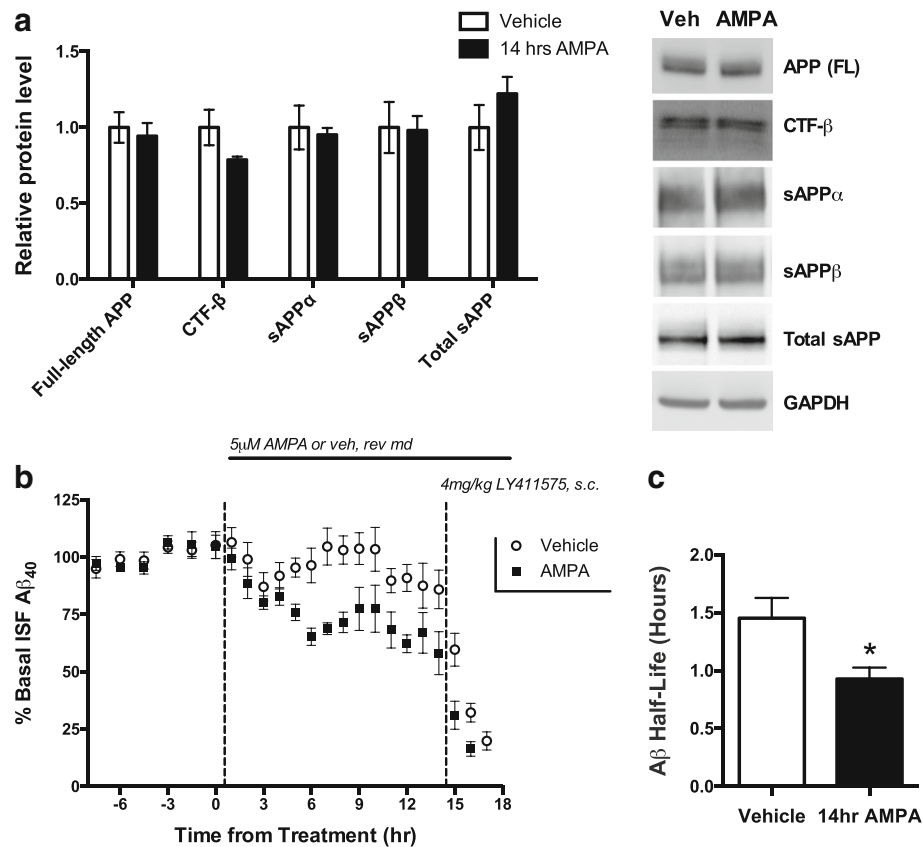 a
Vehicle
14 hrs AMPA
Relative protein level
1.5
1.0
0.5
0.0
Full-length APP
CTF-β
sAPPα
sAPPβ
Total sAPP
Veh AMPA
APP (FL)
CTF-β
sAPPα
sAPPβ
Total sAPP
GAPDH
b
5μM AMPA or veh, rev md
4mg/kg LY411575, s.c.
Vehicle
AMPA
% Basal ISF Aβ40
125
100
75
50
25
0
-6 -3 0 3 6 9 12 15 18
Time from Treatment (hr)
c
Aβ Half-Life (Hours)
2.0
1.5
1.0
0.5
0.0
*
Vehicle 14hr AMPA